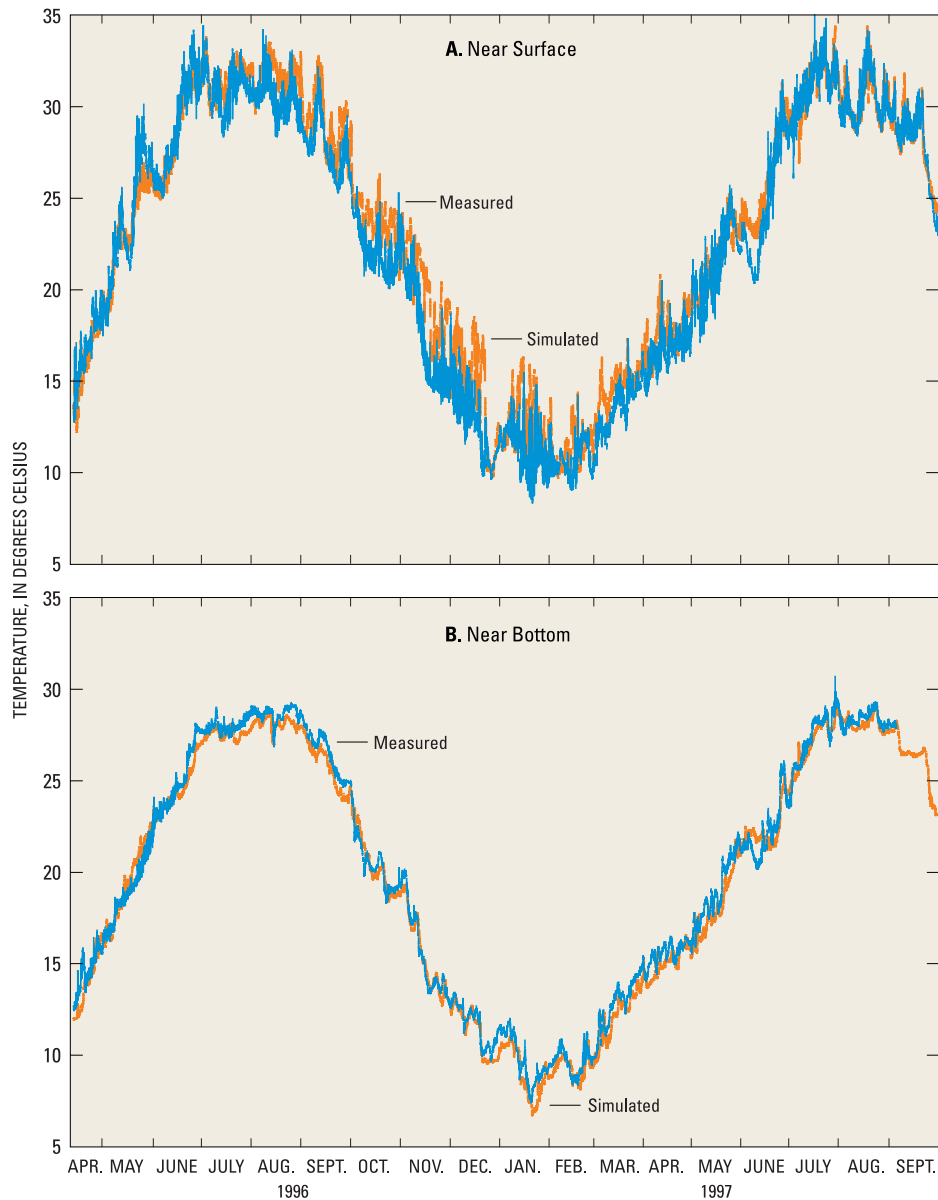 TEMPERATURE, IN DEGREES CELSIUS
A. Near Surface
35
30
25
20
15
10
5
Measured
Simulated
B. Near Bottom
35
30
25
20
15
10
5
Measured
Simulated
APR. MAY JUNE JULY AUG. SEPT. OCT. NOV. DEC. JAN. FEB. MAR. APR. MAY JUNE JULY AUG. SEPT.
1996 1997